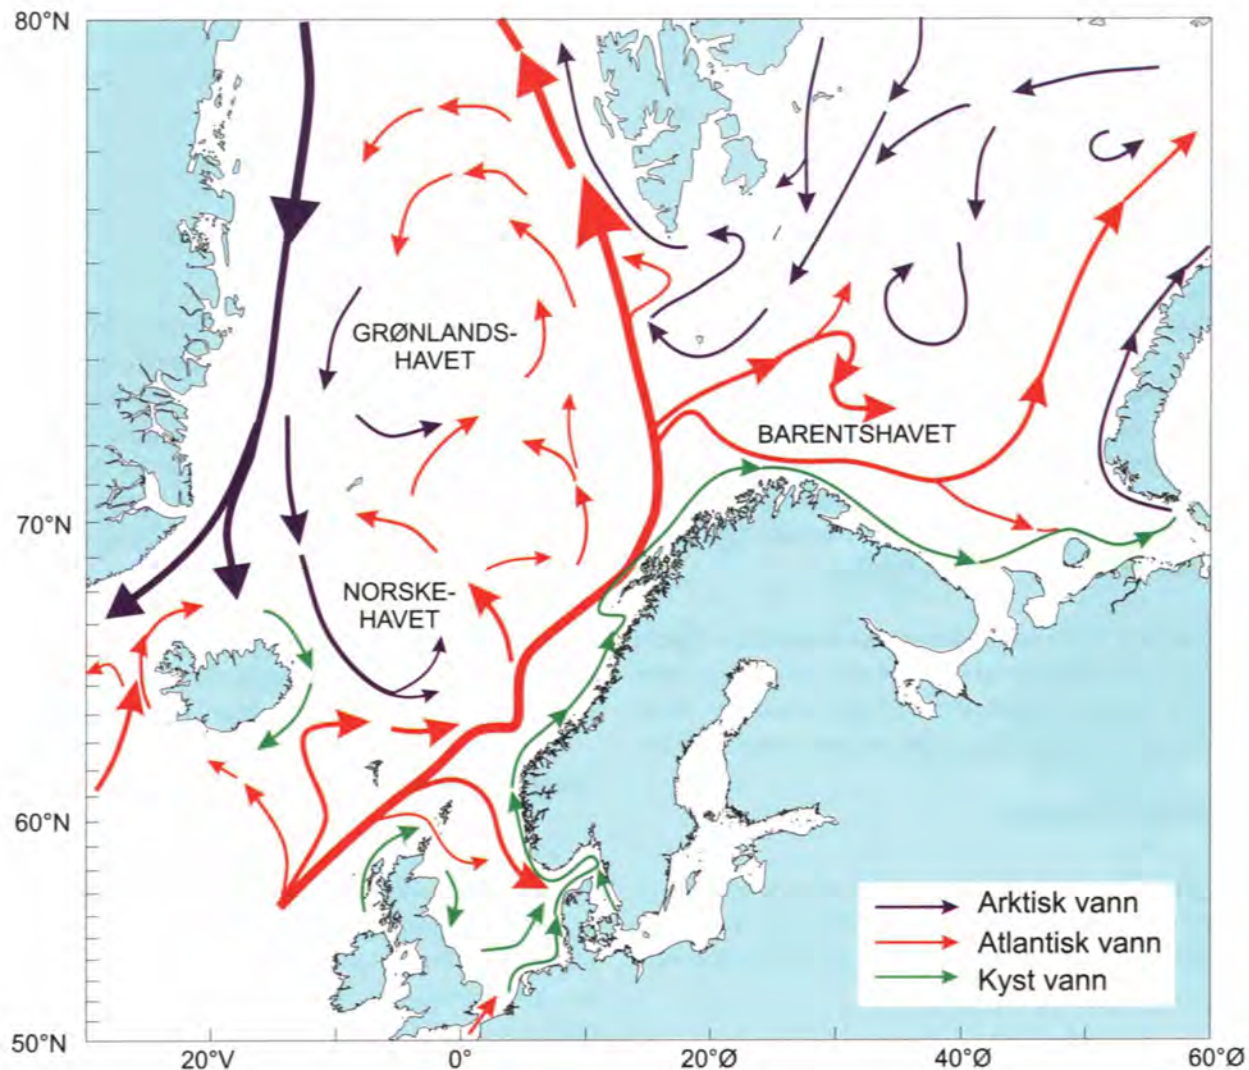 80°N
GRØNLANDS-
HAVET
BARENTSHAVET
70°N
NORSKE-
HAVET
60°N
Arktisk vann
Atlantisk vann
Kyst vann
50°N
20°V
0°
20°Ø
40°Ø
60°Ø